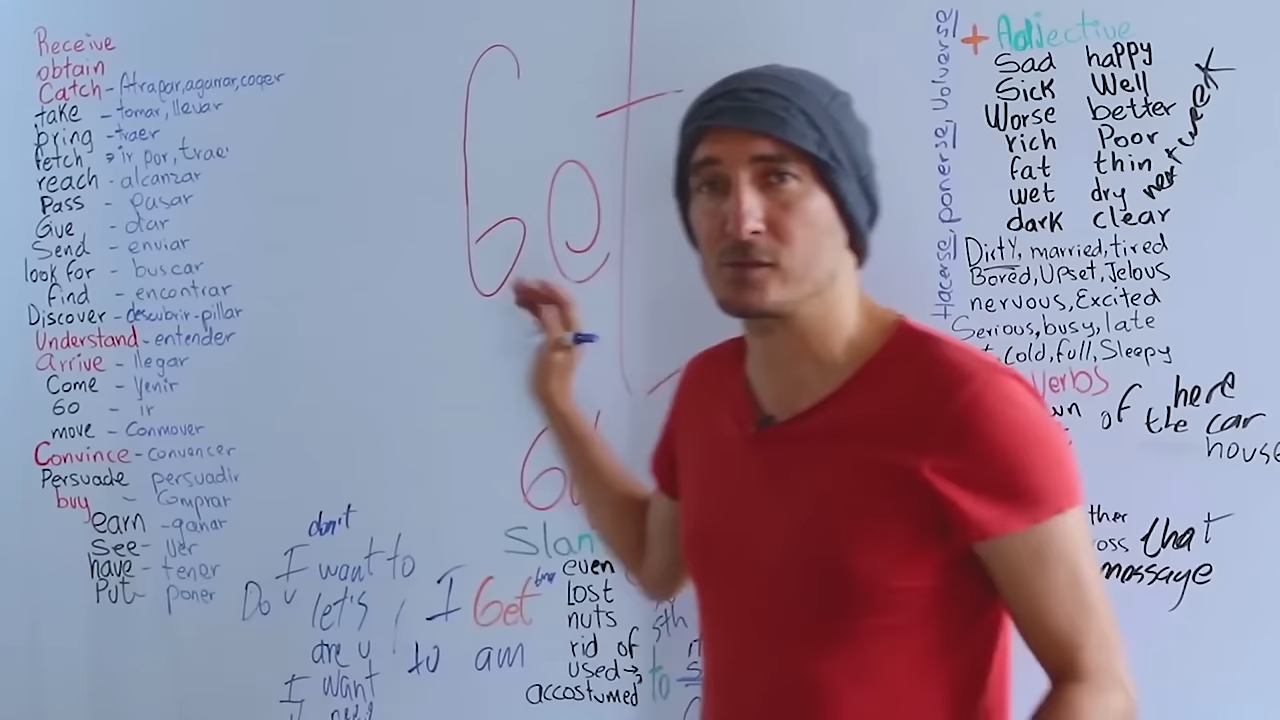 Receive
obtain
Catch - Atrapar, agarrar, coger
take - tomar, llevar
bring - traer
fetch ir por, traer
reach - alcanzar
Pass - pasar
Give - dar
Send - enviar
look for - buscar
find - encontrar
Discover - descubrir - pillar
Understand - entender
Arrive - llegar
Come - venir
Go - ir
move - Conmover
Convince - convencer
Persuade persuadir
buy - Comprar
earn - ganar
See - ver
have - tener
Put - poner
Get
don't
I want to
Do u let's
are u
I want
I Get
to am
Slan
even
lost
nuts
rid of
used →
accostumed
to
Hacerse, ponerse, Volverse
+ Adjective
Sad happy
Sick Well
Worse better
rich Poor
fat thin
wet dry
dark clear
next week
Dirty, married, tired
Bored, Upset, Jelous
nervous, Excited
Serious, busy, late
Cold, full, Sleepy
verbs
of here
the car
house
that
message